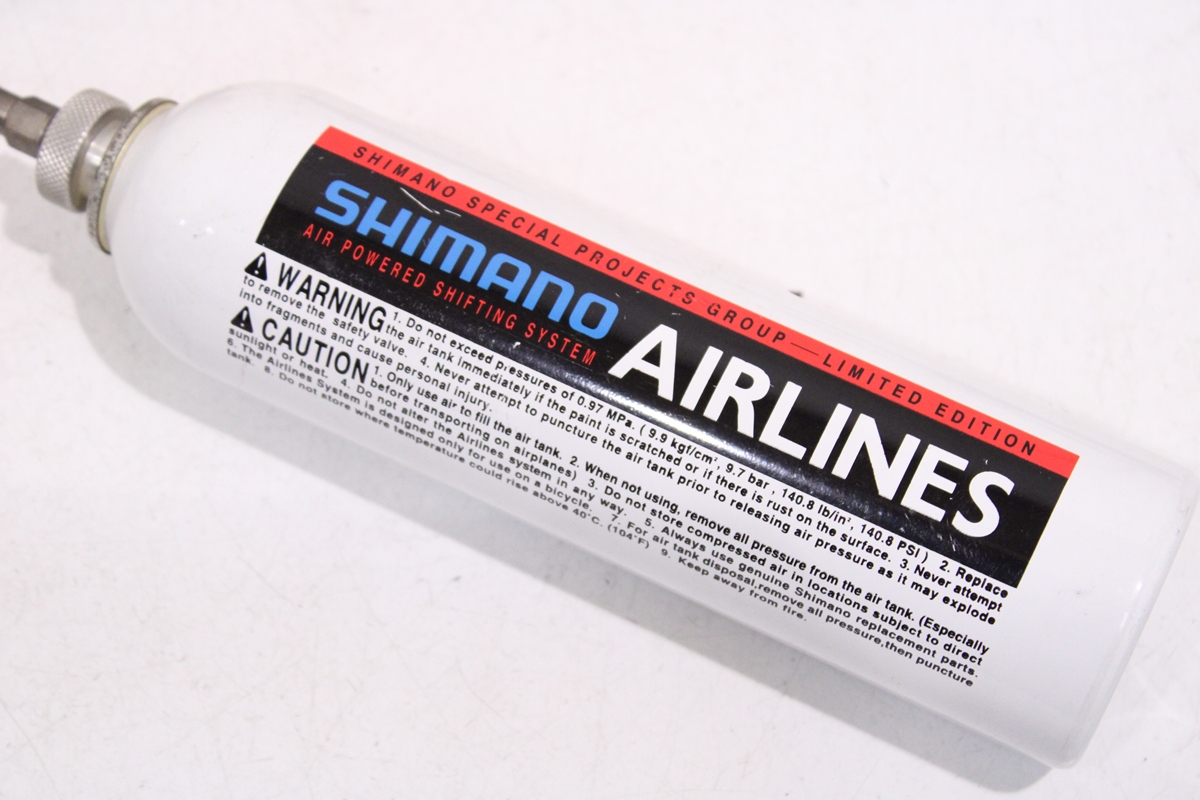 SHIMANO SPECIAL PROJECTS GROUP—LIMITED EDITION
SHIMANO
AIR POWERED SHIFTING SYSTEM
AIRLINES
WARNING 1. Do not exceed pressures of 0.97 MPa. ( 9.9 kgf/cm², 9.7 bar , 140.8 lb/in², 140.8 PSI ) 2. Replace
the air tank immediately if the paint is scratched or if there is rust on the surface. 3. Never attempt
to remove the safety valve. 4. Never attempt to puncture the air tank prior to releasing air pressure as it may explode
into fragments and cause personal injury.
CAUTION 1. Only use air to fill the air tank. 2. When not using, remove all pressure from the air tank. (Especially
before transporting on airplanes) 3. Do not store compressed air in locations subject to direct
sunlight or heat. 4. Do not alter the Airlines system in any way. 5. Always use genuine Shimano replacement parts.
6. The Airlines System is designed only for use on a bicycle. 7. For air tank disposal,remove all pressure,then puncture
tank. 8. Do not store where temperature could rise above 40°C. (104°F) 9. Keep away from fire.